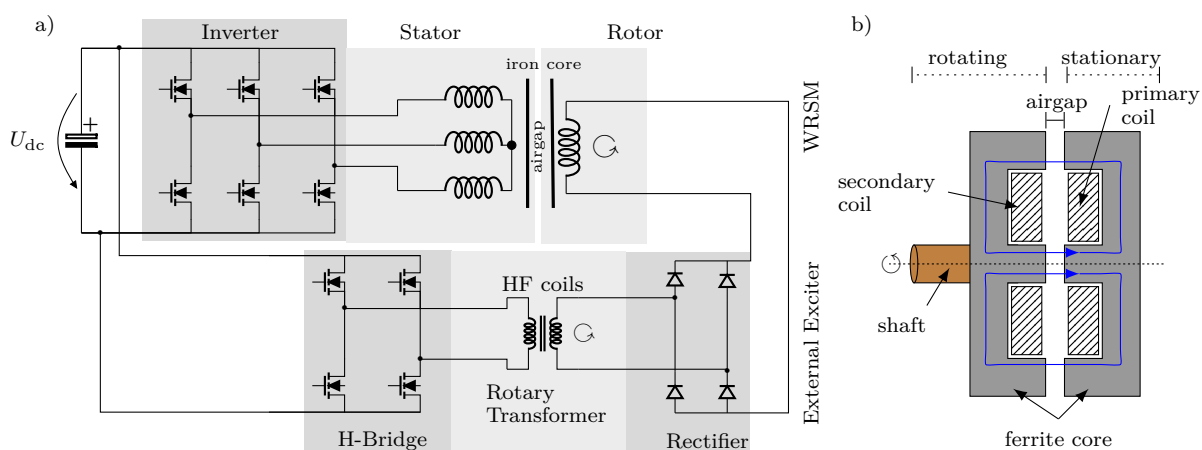 a)
Inverter
Stator
Rotor
iron core
airgap
U_dc
+
WRSM
HF coils
Rotary
Transformer
H-Bridge
Rectifier
External Exciter
b)
rotating
stationary
airgap
primary
coil
secondary
coil
shaft
ferrite core